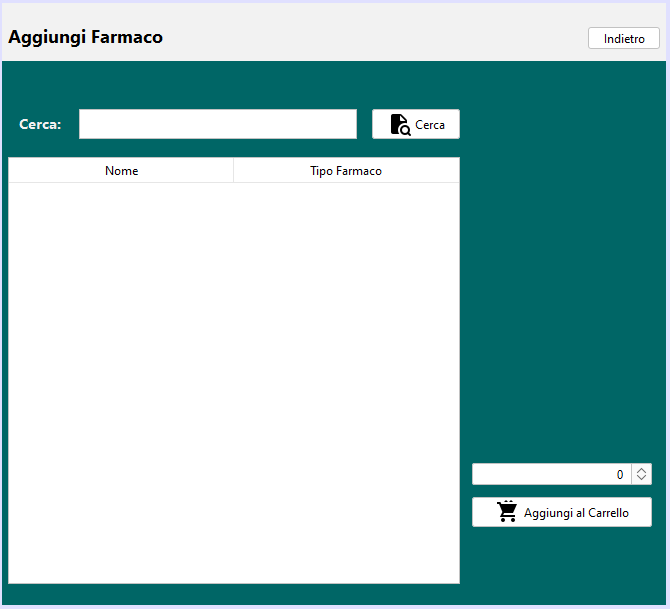 Aggiungi Farmaco
Indietro
Cerca:
Cerca
Nome
Tipo Farmaco
0
Aggiungi al Carrello